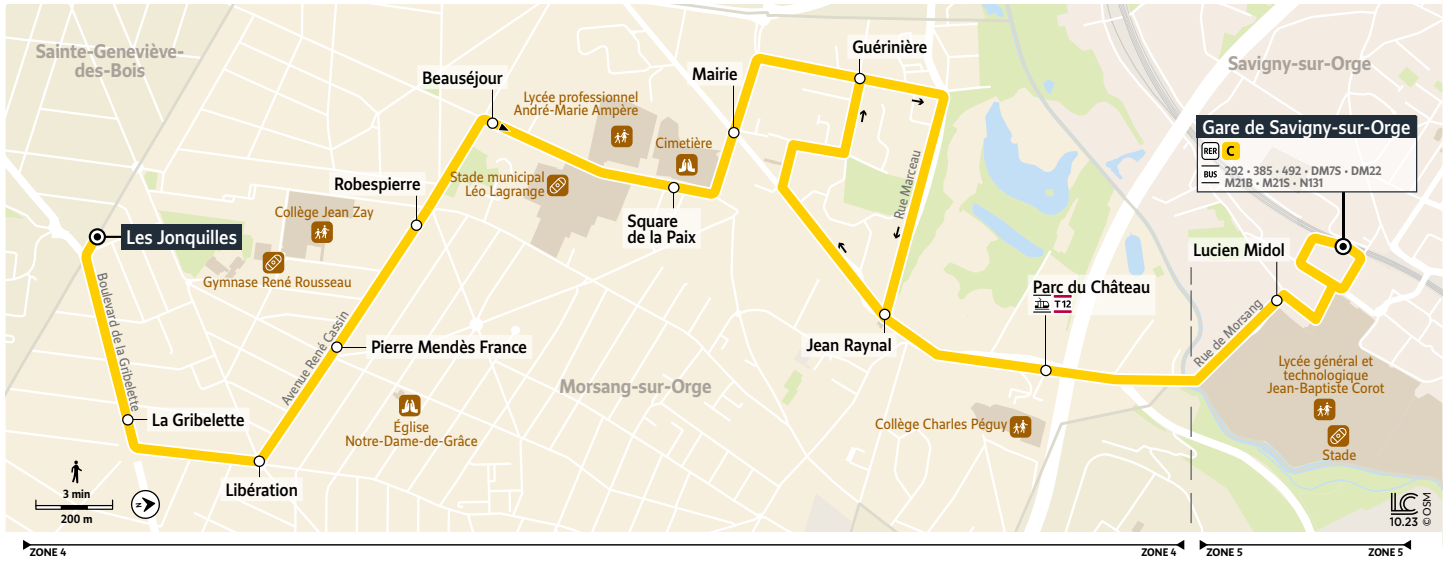 Sainte-Geneviève-
des-Bois
Beauséjour
Lycée professionnel
André-Marie Ampère
Cimetière
Mairie
Guérinière
Savigny-sur-Orge
Gare de Savigny-sur-Orge
RER C
BUS 292 • 385 • 492 • DM7S • DM22
M21B • M21S • N131
Stade municipal
Léo Lagrange
Robespierre
Collège Jean Zay
Rue Marceau
Square
de la Paix
Les Jonquilles
Gymnase René Rousseau
Lucien Midol
Parc du Château
T 12
Boulevard de la Gribelette
Avenue René Cassin
Pierre Mendès France
Jean Raynal
Rue de Morsang
Morsang-sur-Orge
Lycée général et
technologique
Jean-Baptiste Corot
La Gribelette
Église
Notre-Dame-de-Grâce
Collège Charles Péguy
Stade
Libération
3 min
200 m
N
LC
10.23
© OSM
ZONE 4
ZONE 4
ZONE 5
ZONE 5